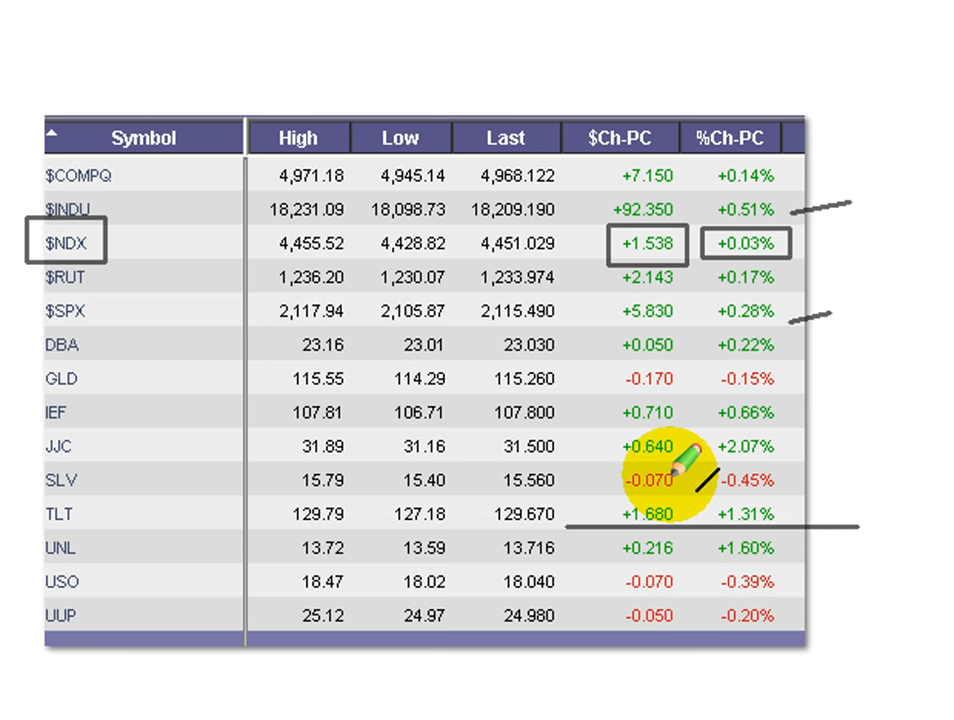 Symbol High Low Last $Ch-PC %Ch-PC
$COMPQ 4,971.18 4,945.14 4,968.122 +7.150 +0.14%
$INDU 18,231.09 18,098.73 18,209.190 +92.350 +0.51%
$NDX 4,455.52 4,428.82 4,451.029 +1.538 +0.03%
$RUT 1,236.20 1,230.07 1,233.974 +2.143 +0.17%
$SPX 2,117.94 2,105.87 2,115.490 +5.830 +0.28%
DBA 23.16 23.01 23.030 +0.050 +0.22%
GLD 115.55 114.29 115.260 -0.170 -0.15%
IEF 107.81 106.71 107.800 +0.710 +0.66%
JJC 31.89 31.16 31.500 +0.640 +2.07%
SLV 15.79 15.40 15.560 -0.070 -0.45%
TLT 129.79 127.18 129.670 +1.680 +1.31%
UNL 13.72 13.59 13.716 +0.216 +1.60%
USO 18.47 18.02 18.040 -0.070 -0.39%
UUP 25.12 24.97 24.980 -0.050 -0.20%